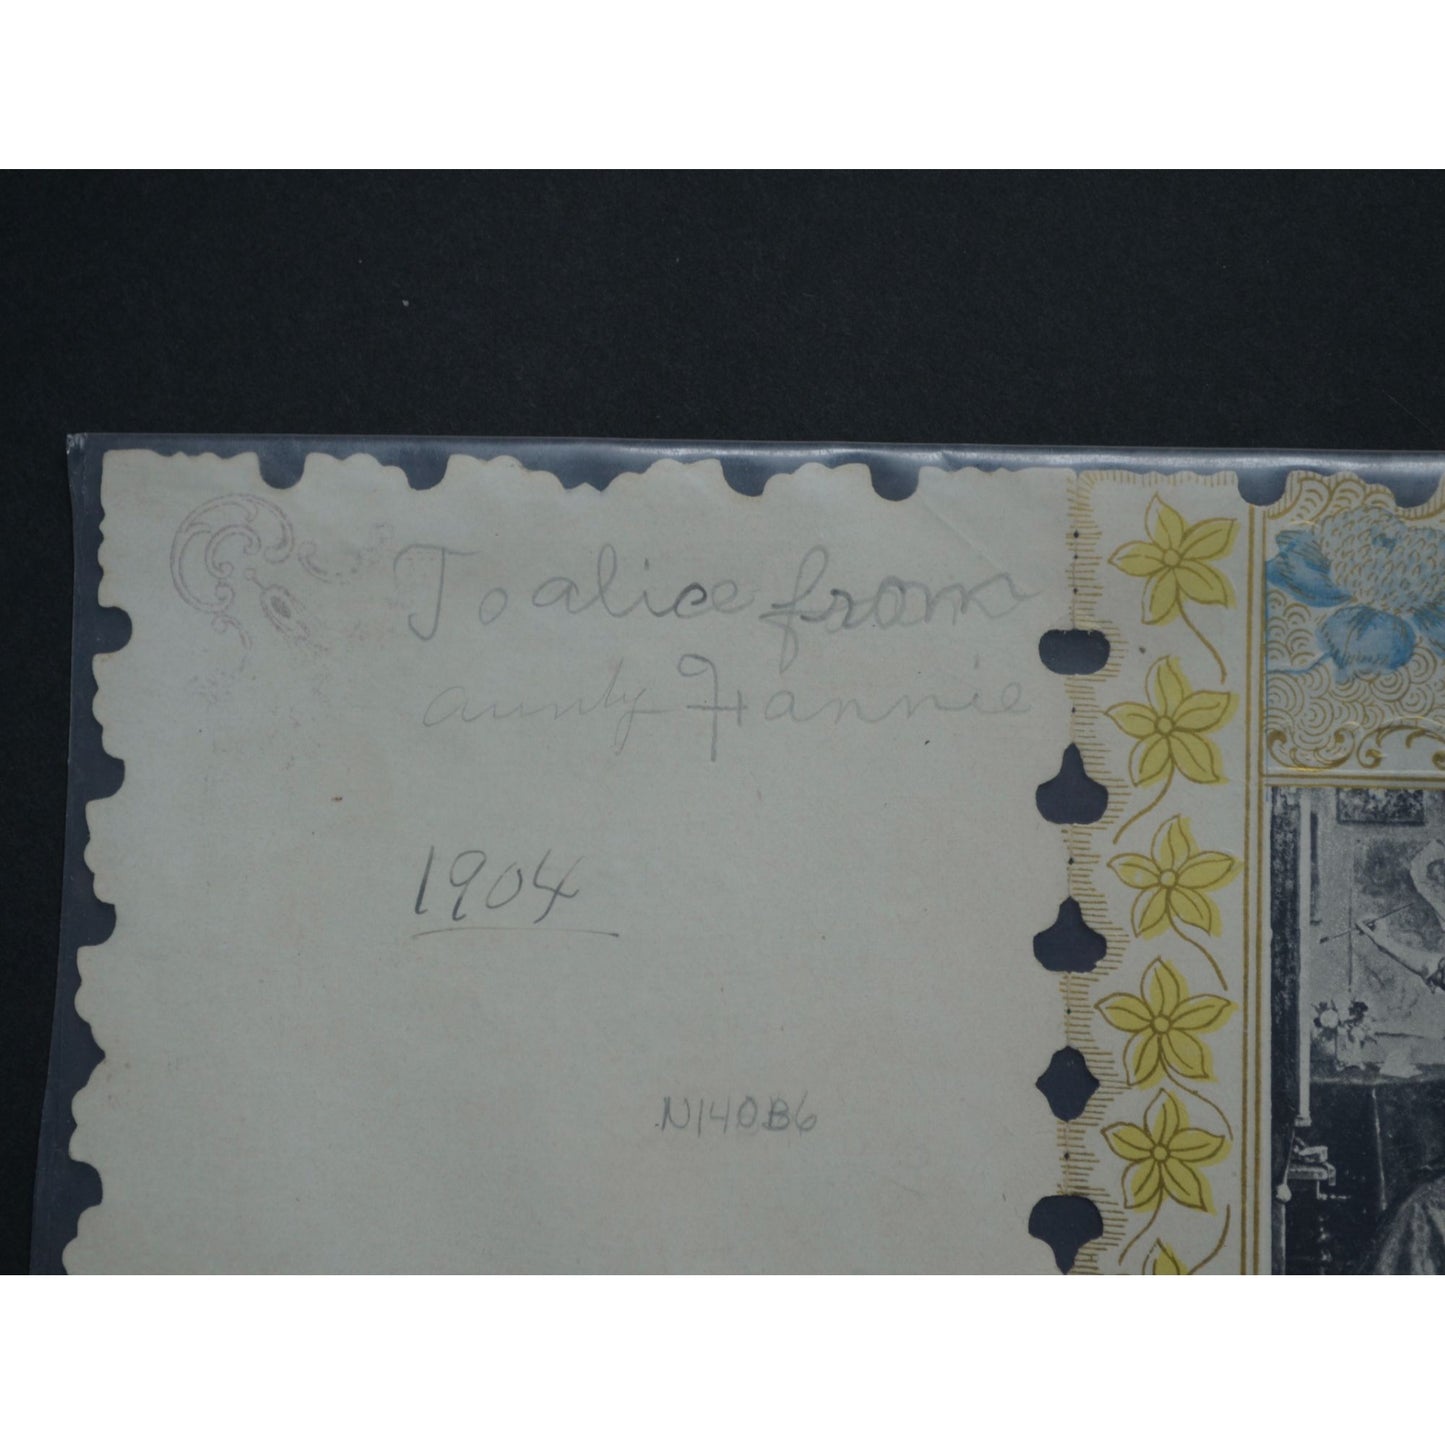 To alice from
aunty Fannie
1904
N140B6